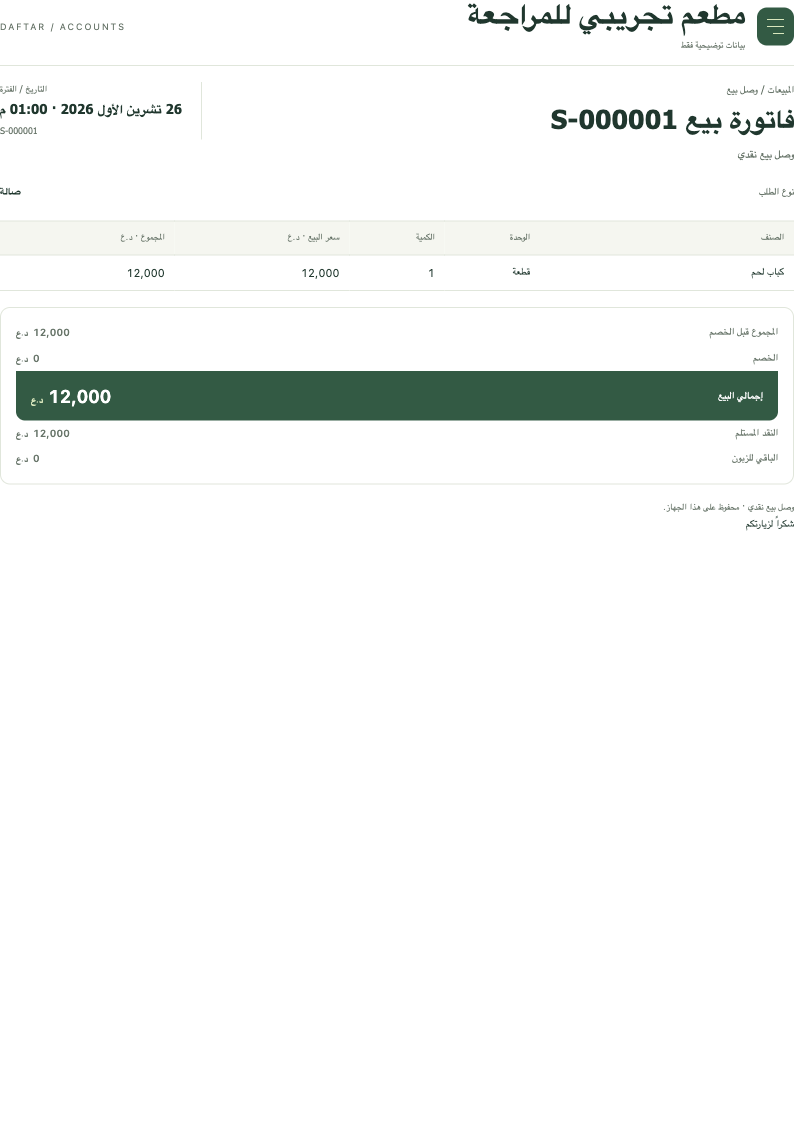 مطعم تجريبي للمراجعة
بيانات توضيحية فقط
DAFTAR / ACCOUNTS
المبيعات / وصل بيع
فاتورة بيع S-000001
وصل بيع نقدي
التاريخ / الفترة
26 تشرين الأول 2026 · 01:00 م
S-000001
نوع الطلب صالة
الصنف الوحدة الكمية سعر البيع · د.ع المجموع · د.ع
كباب لحم قطعة 1 12,000 12,000
المجموع قبل الخصم 12,000 د.ع
الخصم 0 د.ع
إجمالي البيع 12,000 د.ع
النقد المستلم 12,000 د.ع
الباقي للزبون 0 د.ع
وصل بيع نقدي · محفوظ على هذا الجهاز.
شكراً لزيارتكم